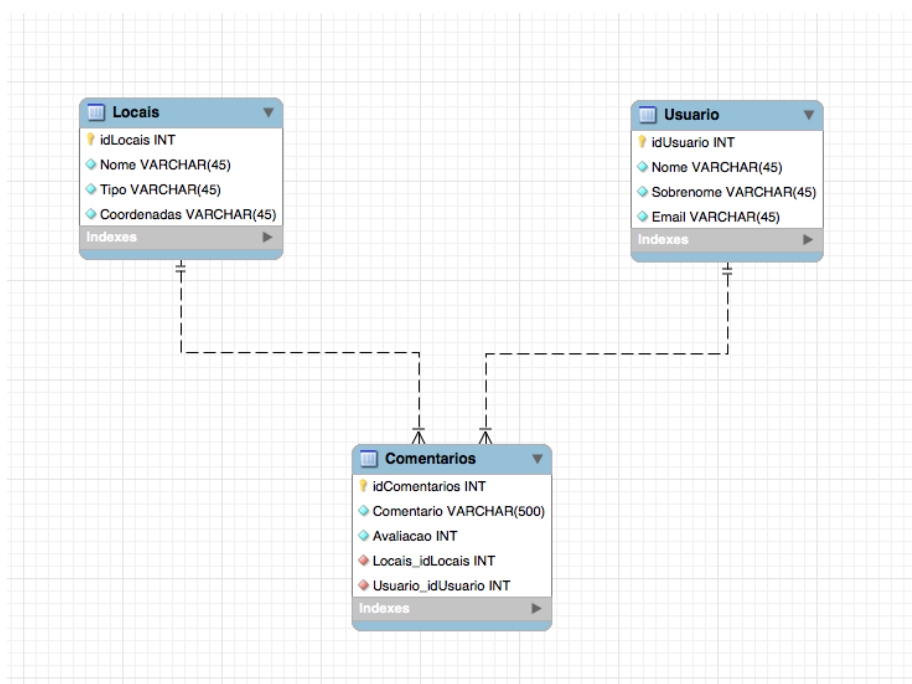 Locais
idLocais INT
Nome VARCHAR(45)
Tipo VARCHAR(45)
Coordenadas VARCHAR(45)
Indexes
Usuario
idUsuario INT
Nome VARCHAR(45)
Sobrenome VARCHAR(45)
Email VARCHAR(45)
Indexes
Comentarios
idComentarios INT
Comentario VARCHAR(500)
Avaliacao INT
Locais_idLocais INT
Usuario_idUsuario INT
Indexes